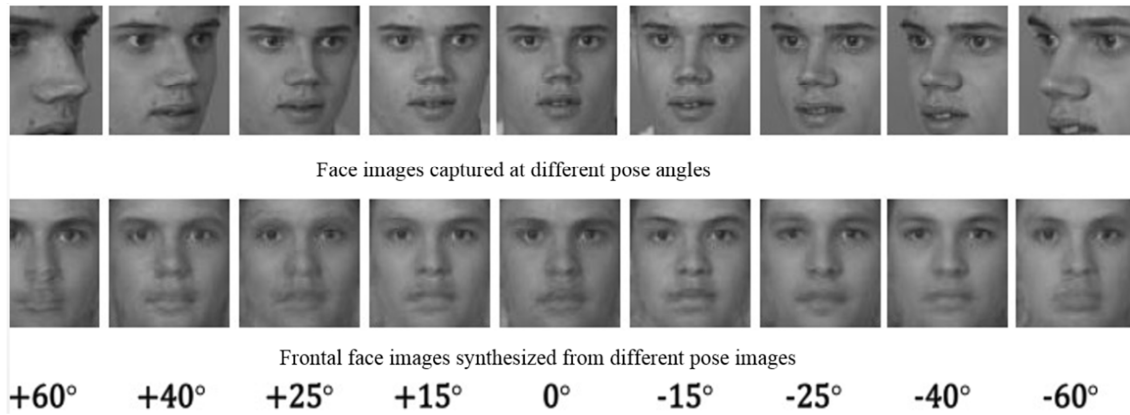 Face images captured at different pose angles
Frontal face images synthesized from different pose images
+60° +40° +25° +15° 0° -15° -25° -40° -60°